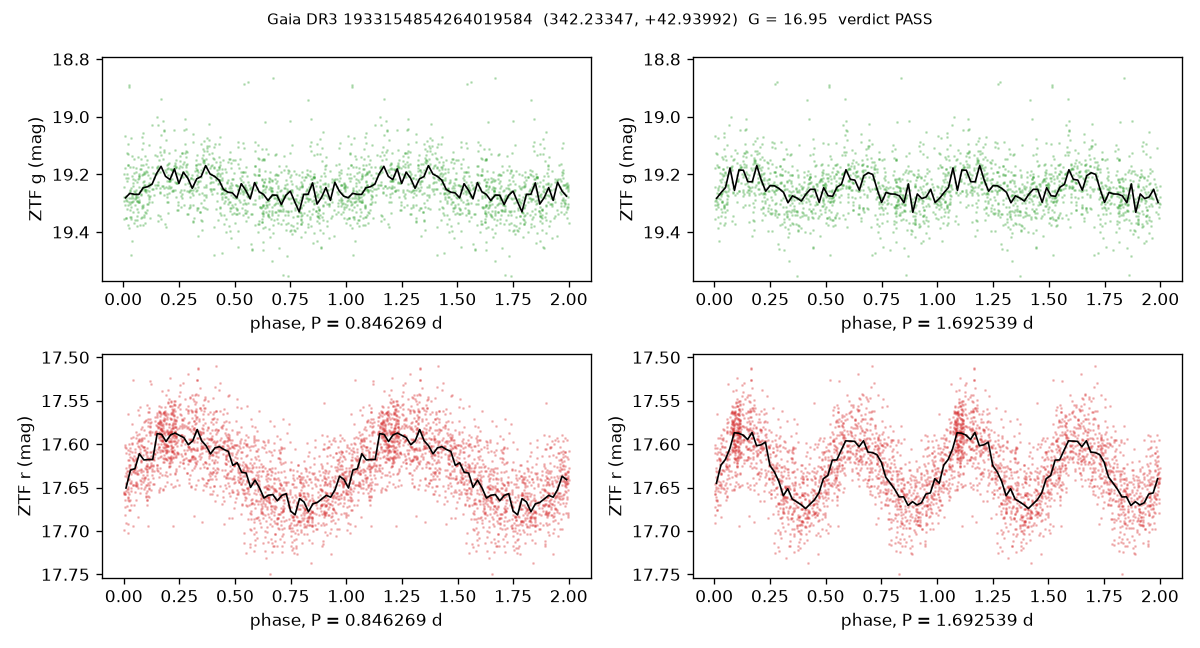 Gaia DR3 1933154854264019584  (342.23347, +42.93992)  G = 16.95  verdict PASS
ZTF g (mag)
18.8
19.0
19.2
19.4
0.00 0.25 0.50 0.75 1.00 1.25 1.50 1.75 2.00
phase, P = 0.846269 d
ZTF g (mag)
18.8
19.0
19.2
19.4
0.00 0.25 0.50 0.75 1.00 1.25 1.50 1.75 2.00
phase, P = 1.692539 d
ZTF r (mag)
17.50
17.55
17.60
17.65
17.70
17.75
0.00 0.25 0.50 0.75 1.00 1.25 1.50 1.75 2.00
phase, P = 0.846269 d
ZTF r (mag)
17.50
17.55
17.60
17.65
17.70
17.75
0.00 0.25 0.50 0.75 1.00 1.25 1.50 1.75 2.00
phase, P = 1.692539 d